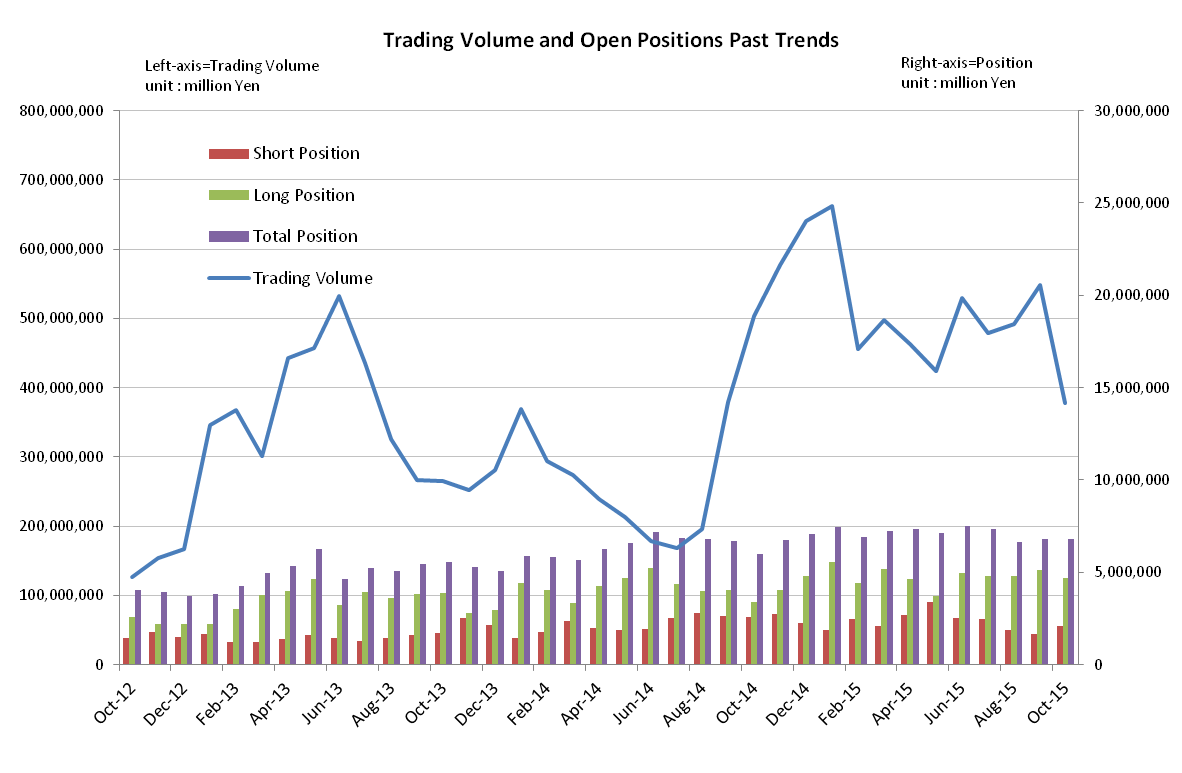 Trading Volume and Open Positions Past Trends
Left-axis=Trading Volume
unit : million Yen
Right-axis=Position
unit : million Yen
800,000,000
700,000,000
600,000,000
500,000,000
400,000,000
300,000,000
200,000,000
100,000,000
0
Short Position
Long Position
Total Position
Trading Volume
30,000,000
25,000,000
20,000,000
15,000,000
10,000,000
5,000,000
0
Oct-12
Dec-12
Feb-13
Apr-13
Jun-13
Aug-13
Oct-13
Dec-13
Feb-14
Apr-14
Jun-14
Aug-14
Oct-14
Dec-14
Feb-15
Apr-15
Jun-15
Aug-15
Oct-15